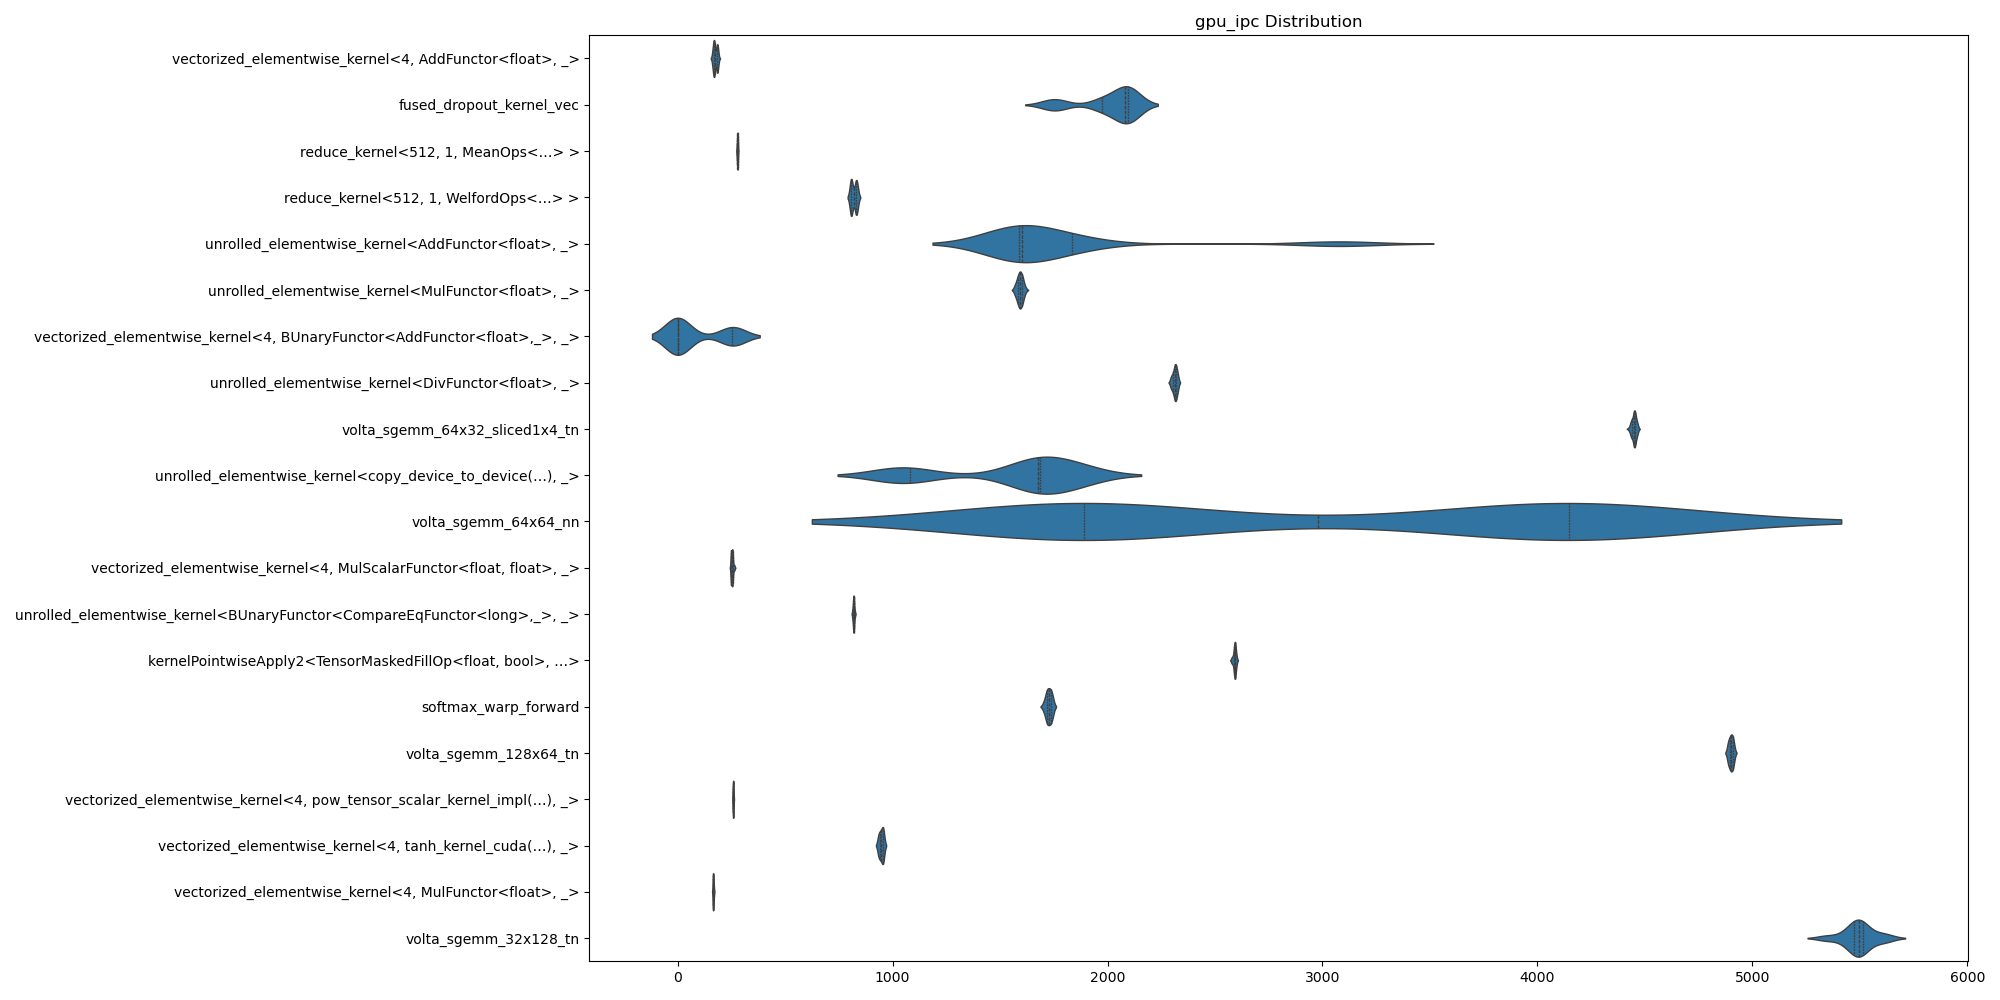 gpu_ipc Distribution
vectorized_elementwise_kernel<4, AddFunctor<float>, _>
fused_dropout_kernel_vec
reduce_kernel<512, 1, MeanOps<...> >
reduce_kernel<512, 1, WelfordOps<...> >
unrolled_elementwise_kernel<AddFunctor<float>, _>
unrolled_elementwise_kernel<MulFunctor<float>, _>
vectorized_elementwise_kernel<4, BUnaryFunctor<AddFunctor<float>,_>, _>
unrolled_elementwise_kernel<DivFunctor<float>, _>
volta_sgemm_64x32_sliced1x4_tn
unrolled_elementwise_kernel<copy_device_to_device(...), _>
volta_sgemm_64x64_nn
vectorized_elementwise_kernel<4, MulScalarFunctor<float, float>, _>
unrolled_elementwise_kernel<BUnaryFunctor<CompareEqFunctor<long>,_>, _>
kernelPointwiseApply2<TensorMaskedFillOp<float, bool>, ...>
softmax_warp_forward
volta_sgemm_128x64_tn
vectorized_elementwise_kernel<4, pow_tensor_scalar_kernel_impl(...), _>
vectorized_elementwise_kernel<4, tanh_kernel_cuda(...), _>
vectorized_elementwise_kernel<4, MulFunctor<float>, _>
volta_sgemm_32x128_tn
0 1000 2000 3000 4000 5000 6000